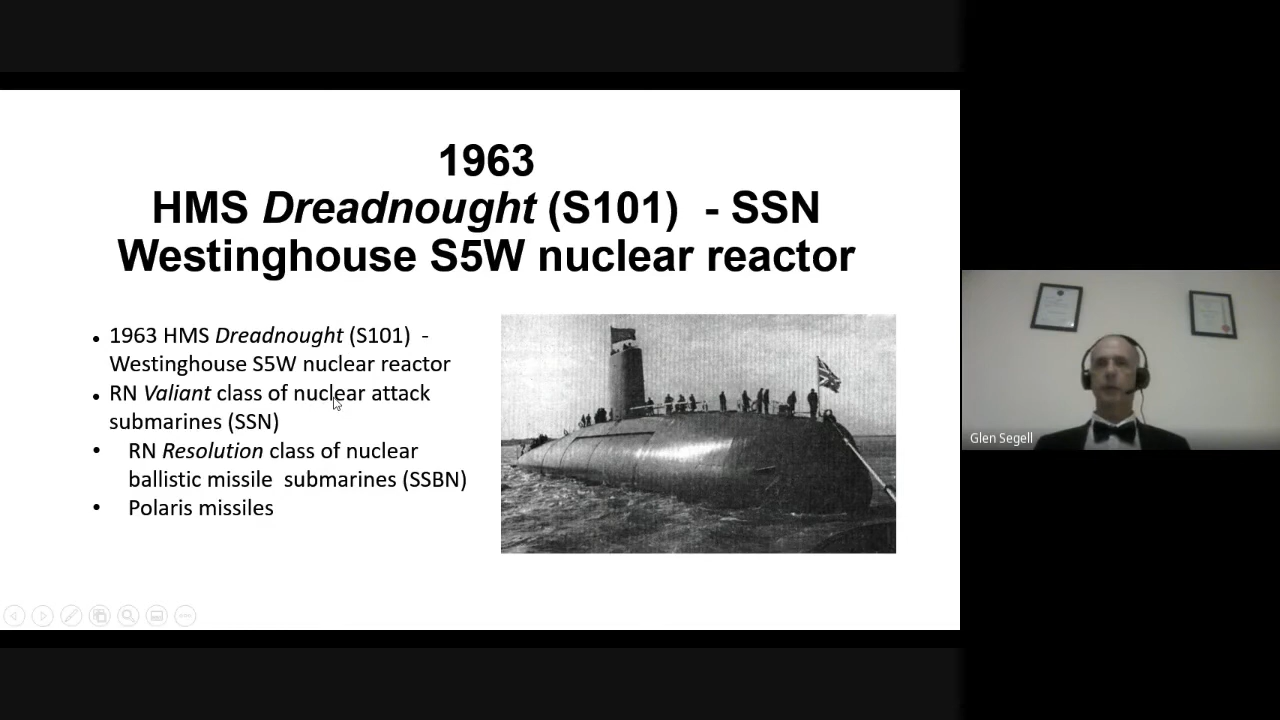 1963
HMS Dreadnought (S101)  - SSN
Westinghouse S5W nuclear reactor
• 1963 HMS Dreadnought (S101)  -
Westinghouse S5W nuclear reactor
• RN Valiant class of nuclear attack
submarines (SSN)
• RN Resolution class of nuclear
ballistic missile  submarines (SSBN)
• Polaris missiles
Glen Segell